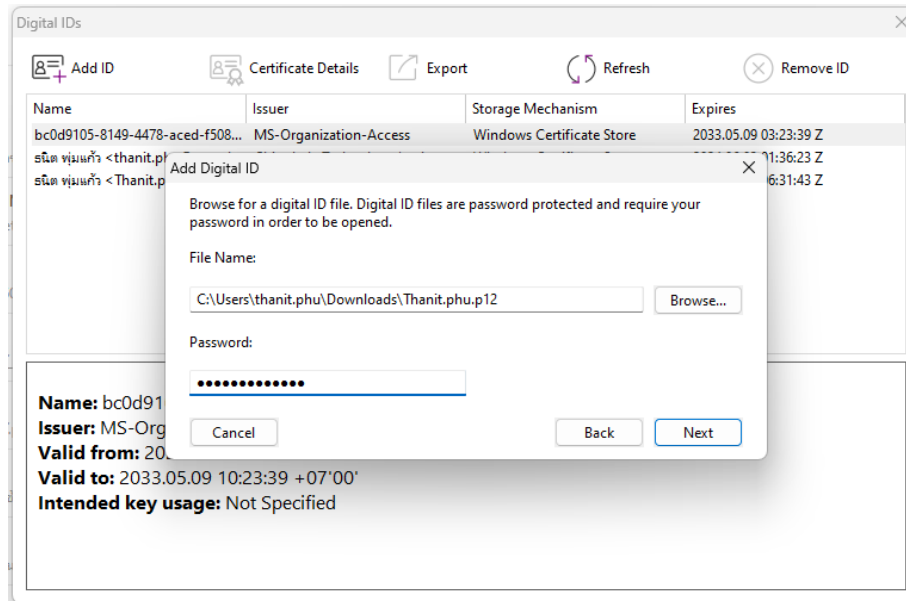 Digital IDs
Add ID Certificate Details Export Refresh Remove ID
Name Issuer Storage Mechanism Expires
bc0d9105-8149-4478-aced-f508... MS-Organization-Access Windows Certificate Store 2033.05.09 03:23:39 Z
ธนิต พุ่มแก้ว <thanit.ph 1:36:23 Z
ธนิต พุ่มแก้ว <Thanit.p 6:31:43 Z
Add Digital ID
Browse for a digital ID file. Digital ID files are password protected and require your
password in order to be opened.
File Name:
C:\Users\thanit.phu\Downloads\Thanit.phu.p12 Browse...
Password:
•••••••••••••
Cancel Back Next
Name: bc0d91
Issuer: MS-Org
Valid from: 20
Valid to: 2033.05.09 10:23:39 +07'00'
Intended key usage: Not Specified